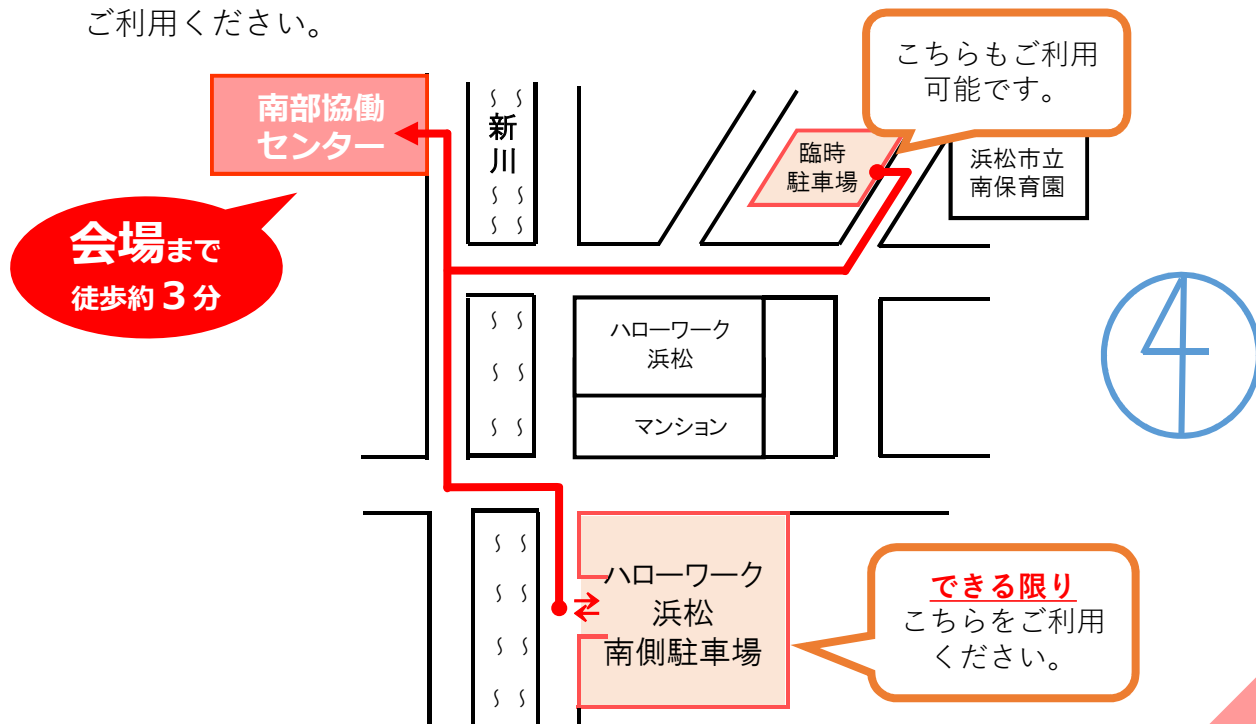 ご利用ください。
こちらもご利用
可能です。
南部協働
センター
新
川
臨時
駐車場
浜松市立
南保育園
会場まで
徒歩約３分
ハローワーク
浜松
マンション
ハローワーク
浜松
南側駐車場
できる限り
こちらをご利用
ください。